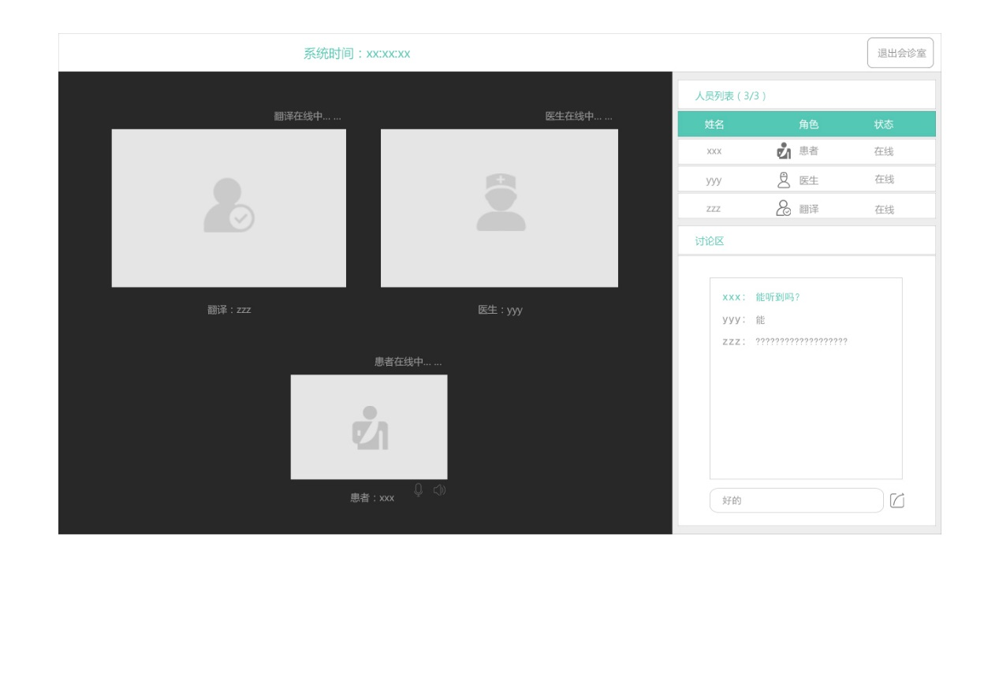 系统时间：xx:xx:xx
退出会诊室
翻译在线中... ...
医生在线中... ...
翻译：zzz
医生：yyy
患者在线中... ...
患者：xxx
人员列表（3/3）
姓名 角色 状态
xxx 患者 在线
yyy 医生 在线
zzz 翻译 在线
讨论区
xxx： 能听到吗？
yyy： 能
zzz： ???????????????????
好的